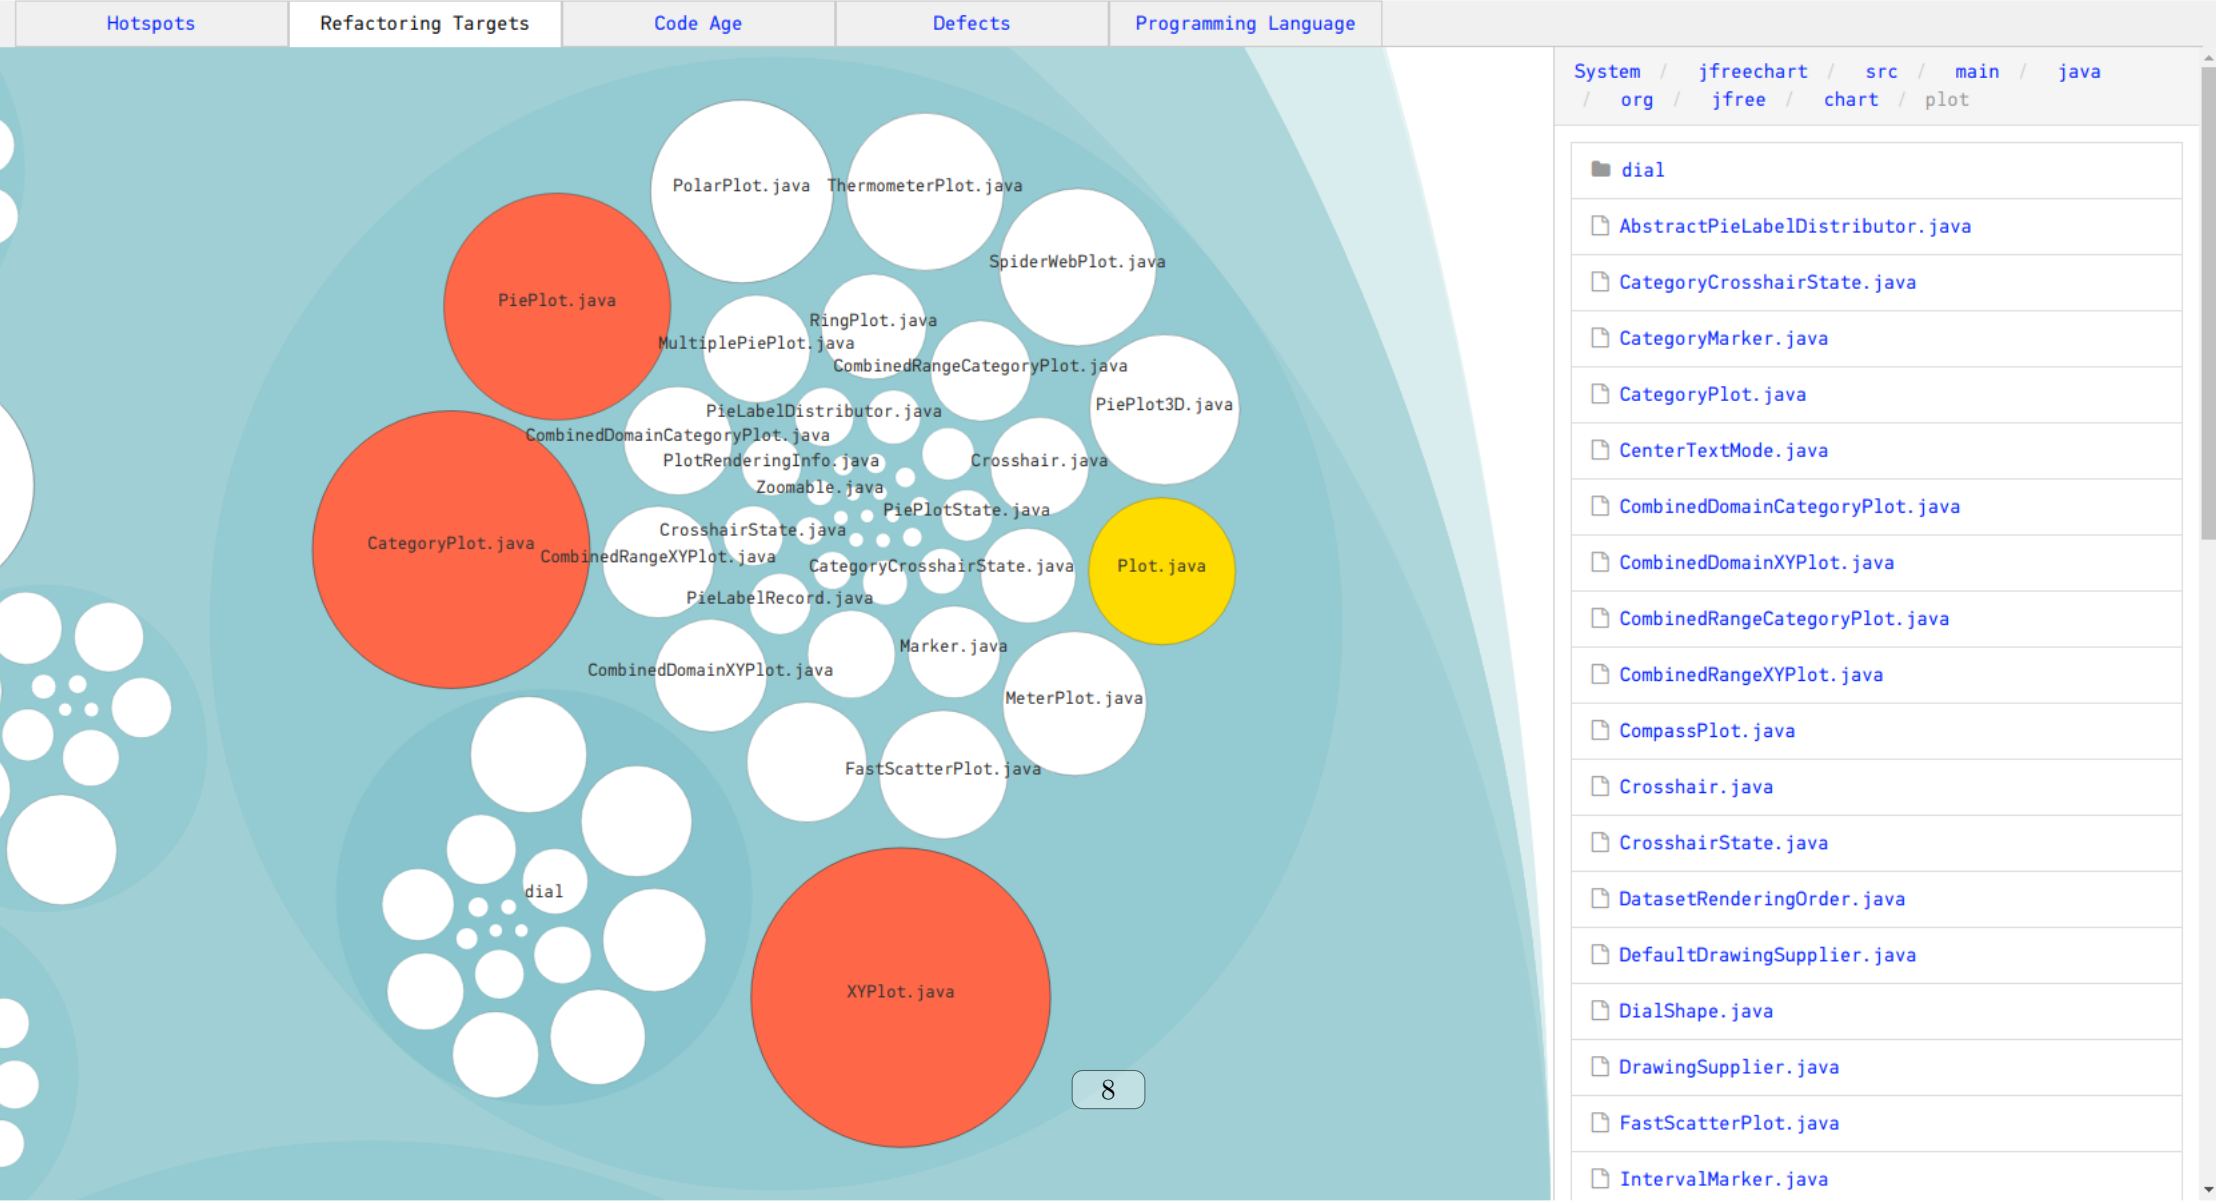 Hotspots
Refactoring Targets
Code Age
Defects
Programming Language
PolarPlot.java
ThermometerPlot.java
SpiderWebPlot.java
PiePlot.java
RingPlot.java
MultiplePiePlot.java
CombinedRangeCategoryPlot.java
PiePlot3D.java
PieLabelDistributor.java
CombinedDomainCategoryPlot.java
PlotRenderingInfo.java
Crosshair.java
Zoomable.java
PiePlotState.java
CrosshairState.java
CategoryPlot.java
CombinedRangeXYPlot.java
CategoryCrosshairState.java
Plot.java
PieLabelRecord.java
Marker.java
CombinedDomainXYPlot.java
MeterPlot.java
FastScatterPlot.java
dial
XYPlot.java
8
System / jfreechart / src / main / java
/ org / jfree / chart / plot
dial
AbstractPieLabelDistributor.java
CategoryCrosshairState.java
CategoryMarker.java
CategoryPlot.java
CenterTextMode.java
CombinedDomainCategoryPlot.java
CombinedDomainXYPlot.java
CombinedRangeCategoryPlot.java
CombinedRangeXYPlot.java
CompassPlot.java
Crosshair.java
CrosshairState.java
DatasetRenderingOrder.java
DefaultDrawingSupplier.java
DialShape.java
DrawingSupplier.java
FastScatterPlot.java
IntervalMarker.java